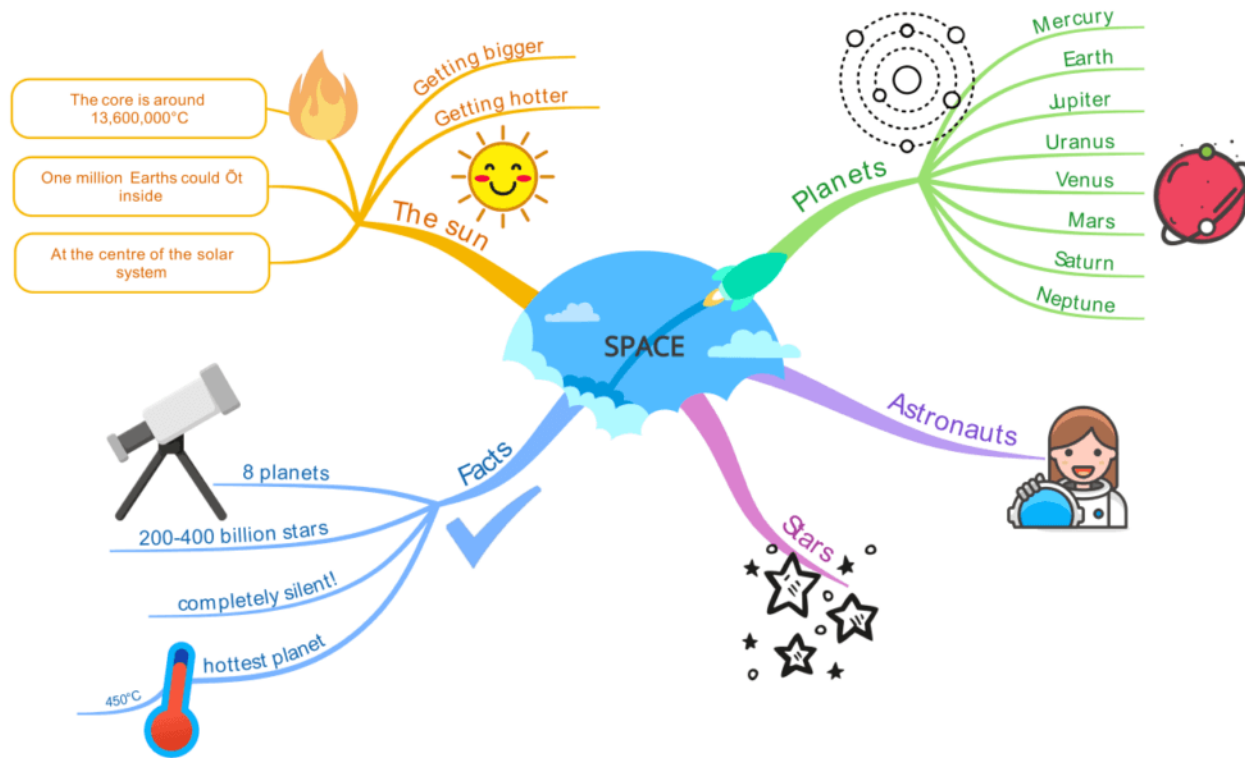 SPACE
The sun
Getting bigger
Getting hotter
The core is around
13,600,000°C
One million Earths could Õt
inside
At the centre of the solar
system
Planets
Mercury
Earth
Jupiter
Uranus
Venus
Mars
Saturn
Neptune
Astronauts
Stars
Facts
8 planets
200-400 billion stars
completely silent!
hottest planet
450°C